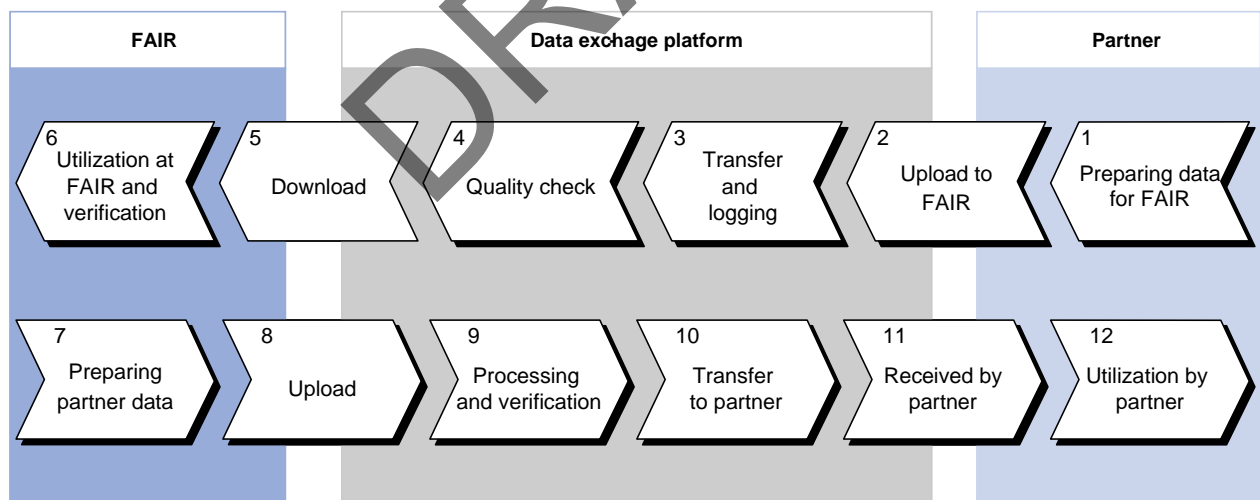 FAIR
Data exchage platform
Partner
6
Utilization at
FAIR and
verification
5
Download
4
Quality check
3
Transfer
and
logging
2
Upload to
FAIR
1
Preparing data
for FAIR
7
Preparing
partner data
8
Upload
9
Processing
and verification
10
Transfer
to partner
11
Received by
partner
12
Utilization by
partner